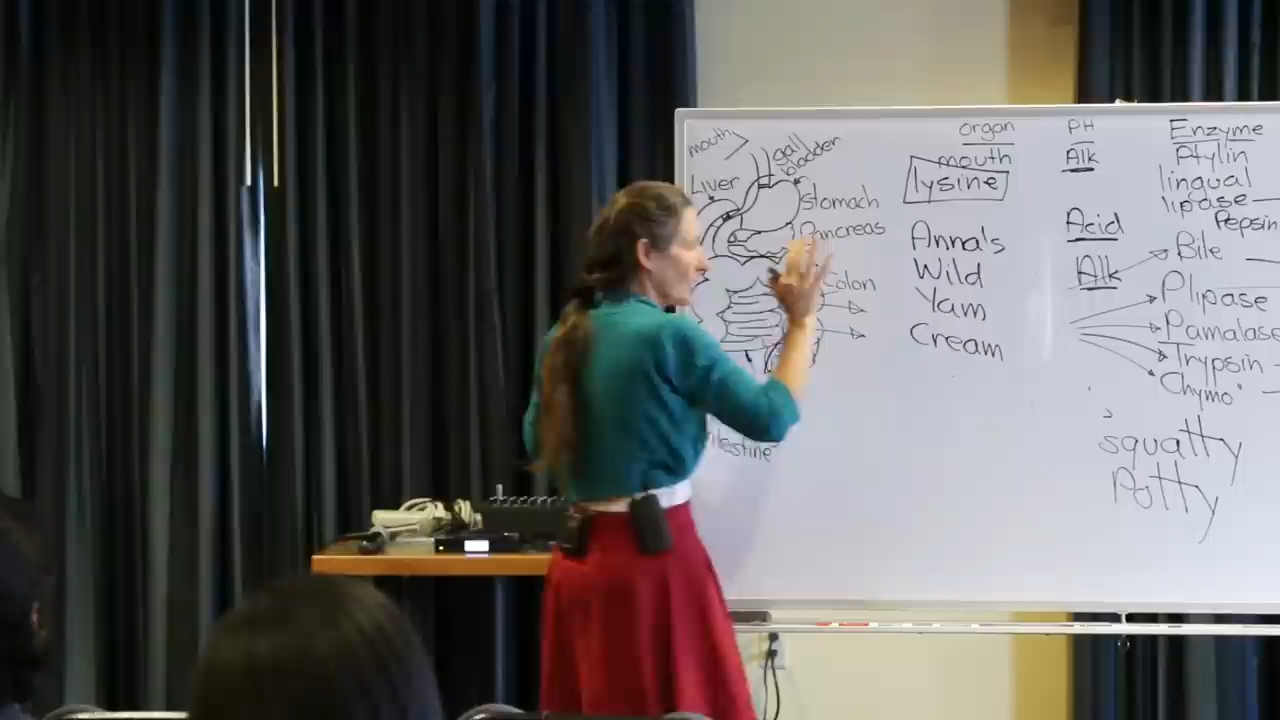 mouth
gall
bladder
Liver
stomach
Pancreas
Colon
organ PH Enzyme
mouth Alk Ptylin
lysine lingual
lipase
Acid Pepsin
Anna's
Wild Alk Bile
Yam Plipase
Cream Pamalase
Trypsin
Chymo"
squatty
Potty